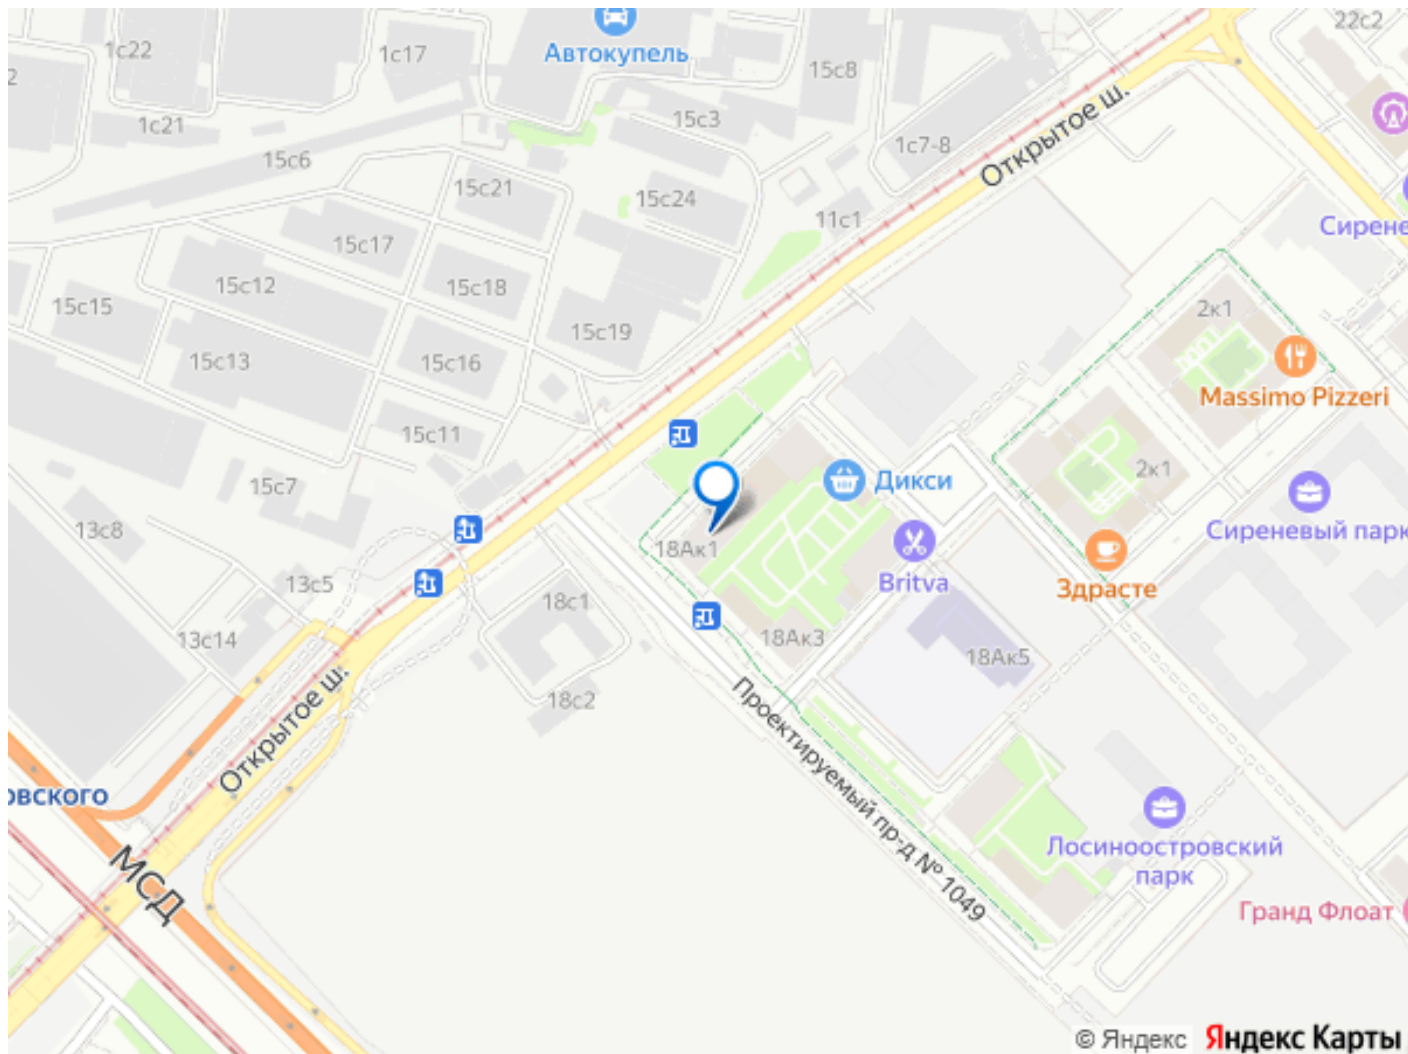 22с2
1с22
1с17
Автокупель
15с8
2
1с21
15с3
1с7-8
Открытое ш.
15с6
15с21
15с24
11с1
Сирене
15с17
15с12
15с18
15с15
15с19
2к1
15с13
15с16
Massimo Pizzeri
15с11
2к1
Дикси
15с7
Сиреневый парк
13с8
18Ак1
Britva
Здрасте
13с5
18с1
13с14
18Ак3
18Ак5
Открытое ш.
18с2
Проектируемый пр-д № 1049
овского
МСД
Лосиноостровский
парк
Гранд Флоат
© Яндекс Яндекс Карты